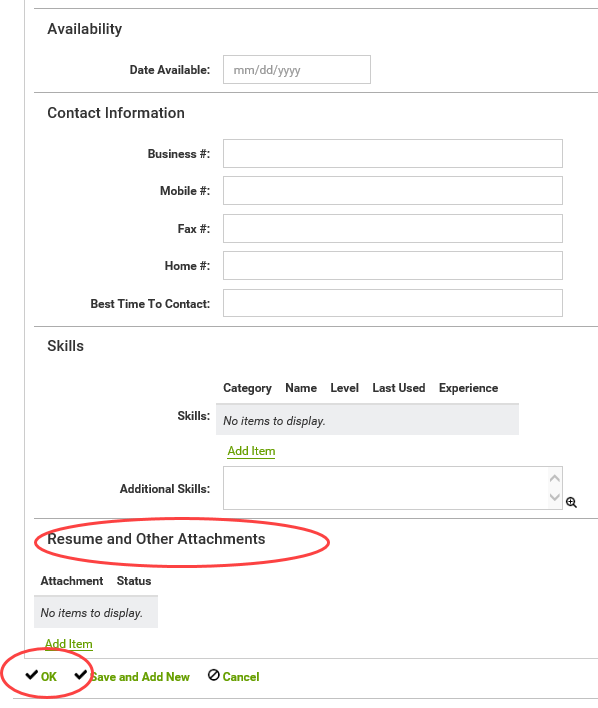 Availability
Date Available: mm/dd/yyyy
Contact Information
Business #:
Mobile #:
Fax #:
Home #:
Best Time To Contact:
Skills
Category Name Level Last Used Experience
Skills: No items to display.
Add Item
Additional Skills:
Resume and Other Attachments
Attachment Status
No items to display.
Add Item
OK Save and Add New Cancel